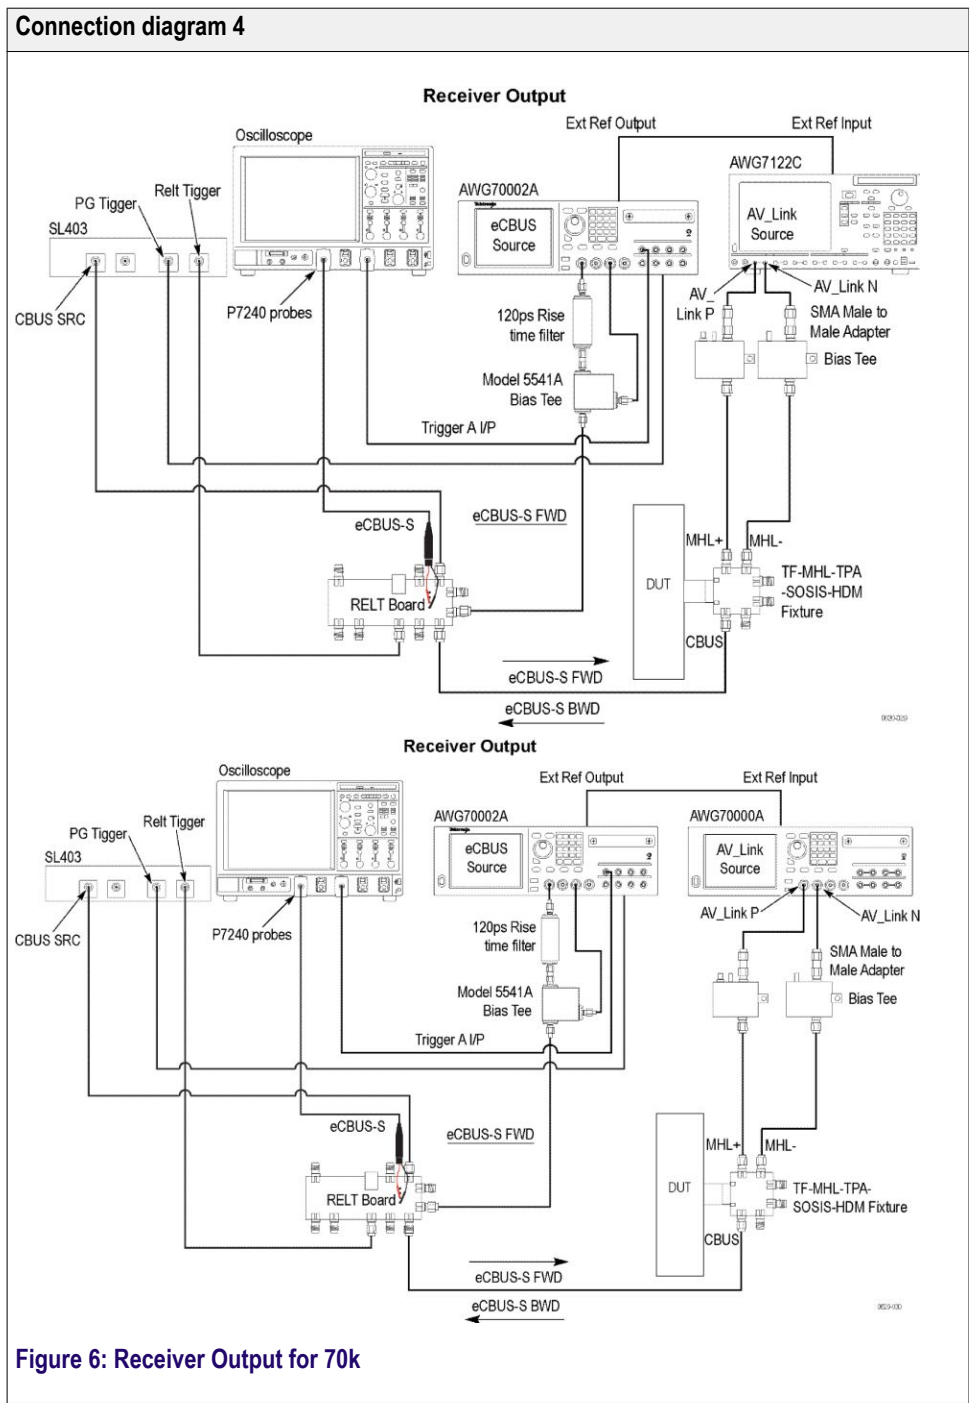 Connection diagram 4
Receiver Output
Ext Ref Output
Ext Ref Input
Oscilloscope
AWG7122C
Relt Tigger
PG Tigger
AWG70002A
SL403
Tektronix
eCBUS
Source
AV_Link
Source
CBUS SRC
P7240 probes
AV_
Link P
AV_Link N
120ps Rise
time filter
SMA Male to
Male Adapter
Bias Tee
Model 5541A
Bias Tee
Trigger A I/P
eCBUS-S
eCBUS-S FWD
MHL+
MHL-
DUT
TF-MHL-TPA
-SOSIS-HDM
Fixture
RELT Board
CBUS
eCBUS-S FWD
eCBUS-S BWD
Receiver Output
Oscilloscope
Ext Ref Output
Ext Ref Input
Relt Tigger
PG Tigger
AWG70002A
AWG70000A
SL403
Tektronix
eCBUS
Source
AV_Link
Source
CBUS SRC
P7240 probes
AV_Link P
AV_Link N
120ps Rise
time filter
SMA Male to
Male Adapter
Model 5541A
Bias Tee
Bias Tee
Trigger A I/P
eCBUS-S
eCBUS-S FWD
MHL+
MHL-
DUT
TF-MHL-TPA-
SOSIS-HDM Fixture
RELT Board
CBUS
eCBUS-S FWD
eCBUS-S BWD
Figure 6: Receiver Output for 70k